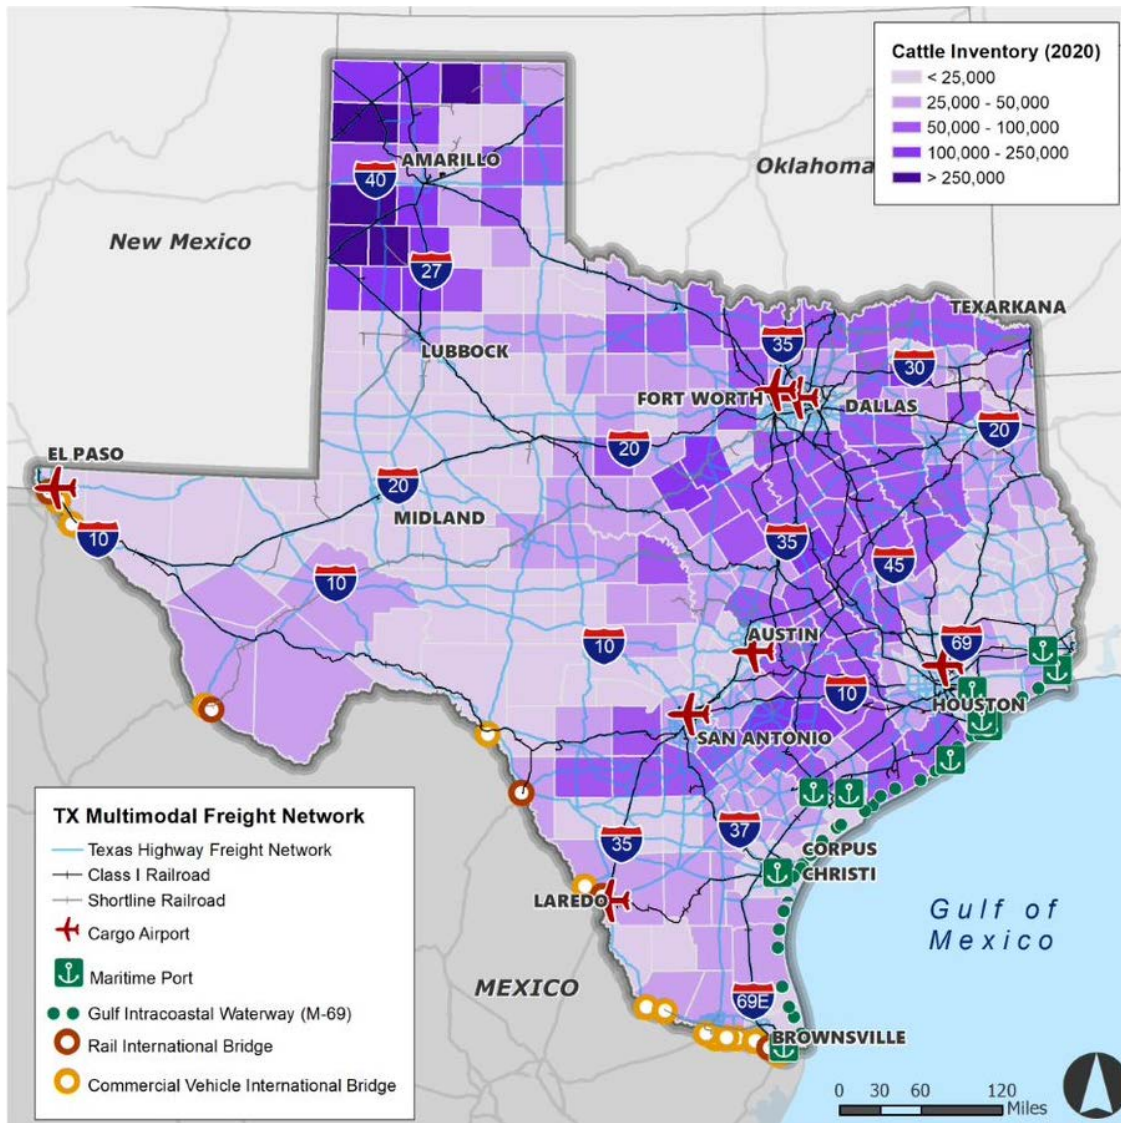 Cattle Inventory (2020)
< 25,000
25,000 - 50,000
50,000 - 100,000
100,000 - 250,000
> 250,000
Oklahoma
New Mexico
AMARILLO
40
27
LUBBOCK
TEXARKANA
35
30
FORT WORTH
DALLAS
20
20
EL PASO
20
MIDLAND
10
35
45
10
AUSTIN
69
10
10
HOUSTON
SAN ANTONIO
37
35
CORPUS
CHRISTI
LAREDO
Gulf of
Mexico
MEXICO
69E
BROWNSVILLE
TX Multimodal Freight Network
Texas Highway Freight Network
Class I Railroad
Shortline Railroad
Cargo Airport
Maritime Port
Gulf Intracoastal Waterway (M-69)
Rail International Bridge
Commercial Vehicle International Bridge
0 30 60 120
Miles